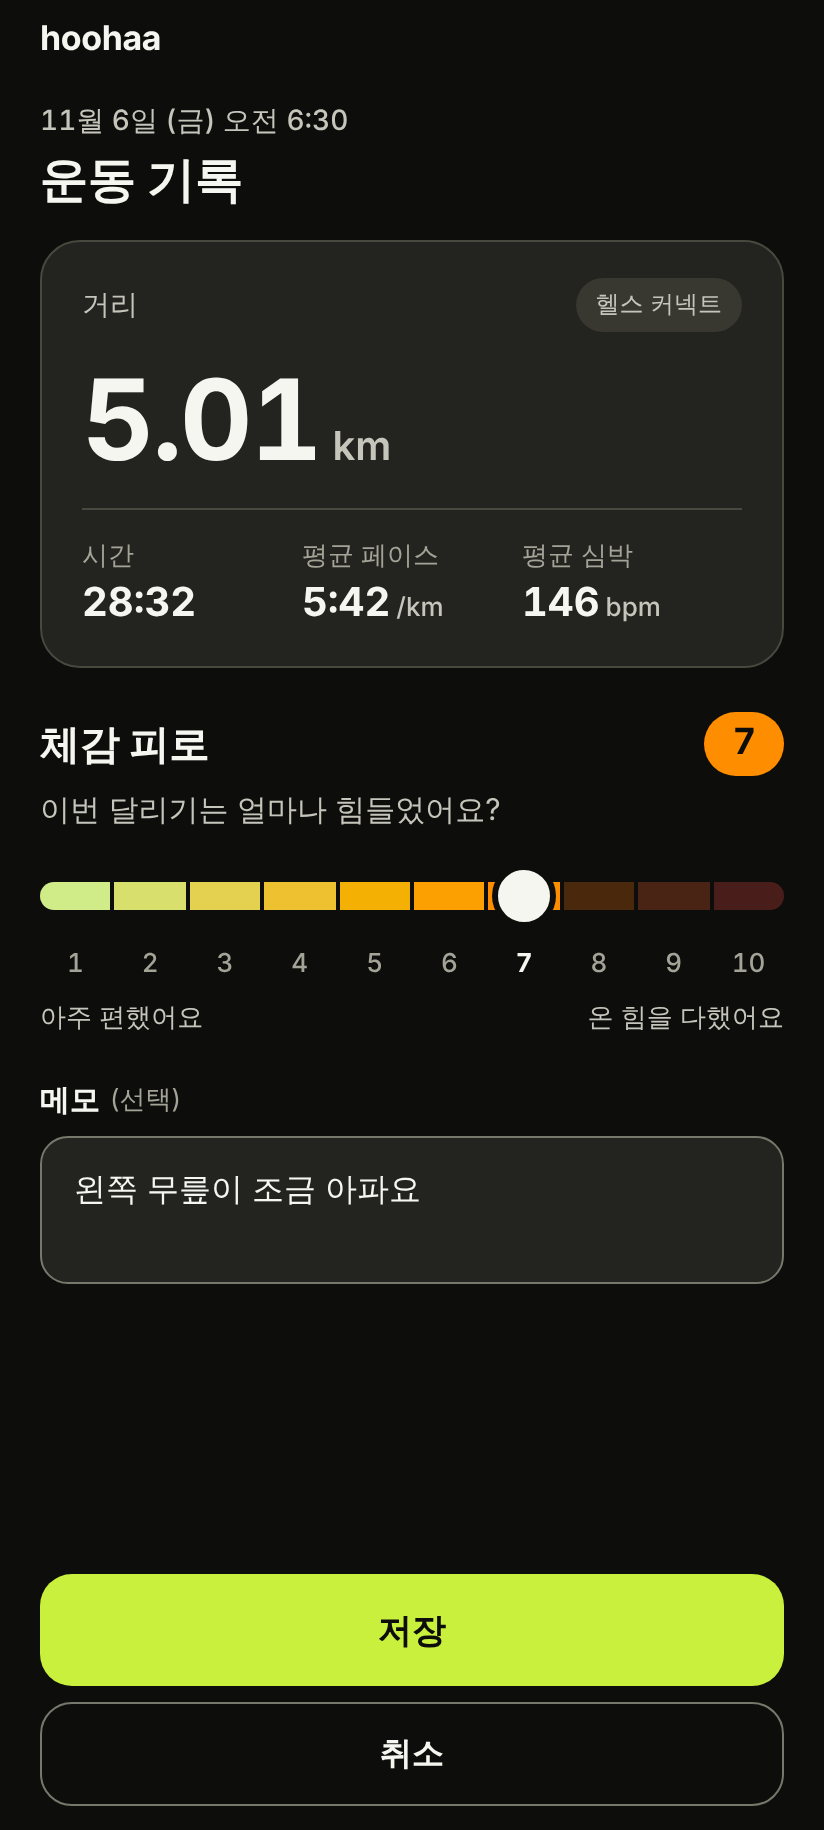 hoohaa
11월 6일 (금) 오전 6:30
운동 기록
거리
헬스 커넥트
5.01 km
시간 평균 페이스 평균 심박
28:32 5:42 /km 146 bpm
체감 피로 7
이번 달리기는 얼마나 힘들었어요?
1 2 3 4 5 6 7 8 9 10
아주 편했어요 온 힘을 다했어요
메모 (선택)
왼쪽 무릎이 조금 아파요
저장
취소